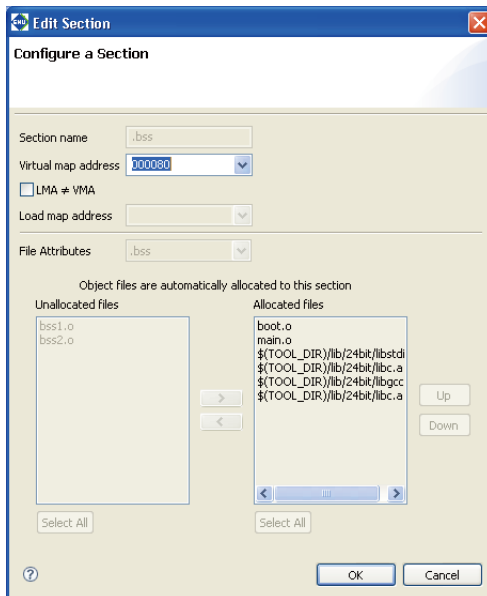 GNU Edit Section
Configure a Section
Section name .bss
Virtual map address 000080
LMA ≠ VMA
Load map address
File Attributes .bss
Object files are automatically allocated to this section
Unallocated files
bss1.o
bss2.o
Allocated files
boot.o
main.o
$(TOOL_DIR)/lib/24bit/libstdi
$(TOOL_DIR)/lib/24bit/libc.a
$(TOOL_DIR)/lib/24bit/libgcc
$(TOOL_DIR)/lib/24bit/libc.a
>
<
Up
Down
Select All
Select All
?
OK
Cancel